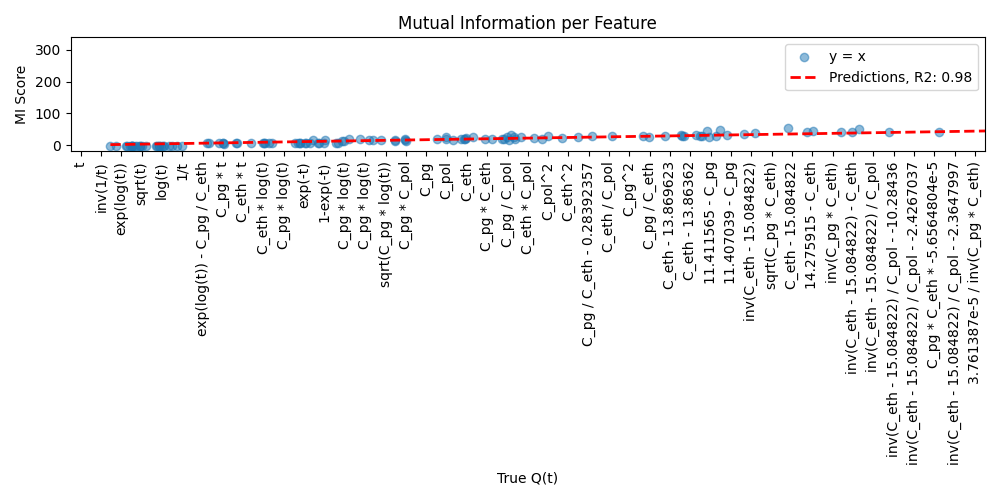 Mutual Information per Feature
MI Score
300
200
100
0
y = x
Predictions, R2: 0.98
t
inv(1/t)
exp(log(t))
sqrt(t)
log(t)
1/t
exp(log(t)) - C_pg / C_eth
C_pg * t
C_eth * t
C_eth * log(t)
C_pg * log(t)
exp(-t)
1-exp(-t)
C_pg * log(t)
C_pg * log(t)
sqrt(C_pg * log(t))
C_pg * C_pol
C_pg
C_pol
C_eth
C_pg * C_eth
C_pg / C_pol
C_eth * C_pol
C_pol^2
C_eth^2
C_pg / C_eth - 0.28392357
C_eth / C_pol
C_pg^2
C_pg / C_eth
C_eth - 13.869623
C_eth - 13.86362
11.411565 - C_pg
11.407039 - C_pg
inv(C_eth - 15.084822)
sqrt(C_pg * C_eth)
C_eth - 15.084822
14.275915 - C_eth
inv(C_pg * C_eth)
inv(C_eth - 15.084822) - C_eth
inv(C_eth - 15.084822) / C_pol
inv(C_eth - 15.084822) / C_pol - -10.28436
inv(C_eth - 15.084822) / C_pol - -2.4267037
C_pg * C_eth * -5.6564804e-5
inv(C_eth - 15.084822) / C_pol - -2.3647997
3.761387e-5 / inv(C_pg * C_eth)
True Q(t)